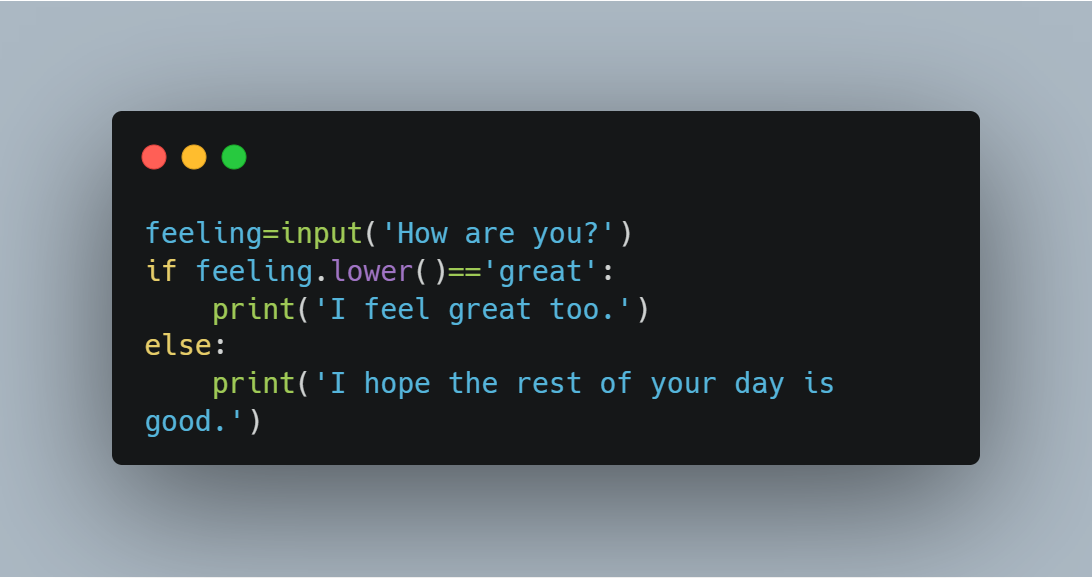 feeling=input('How are you?')
if feeling.lower()=='great':
    print('I feel great too.')
else:
    print('I hope the rest of your day is
good.')